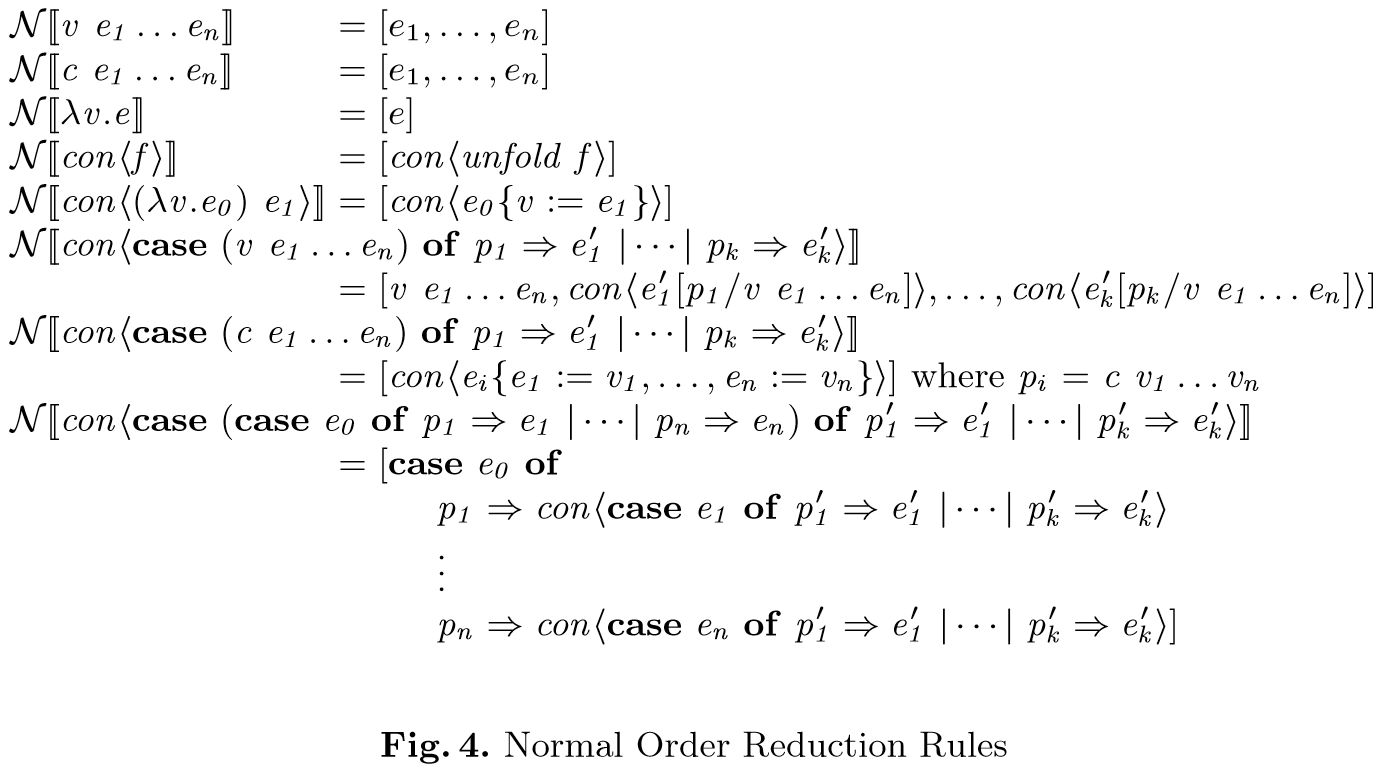 𝒩⟦v e₁ … eₙ⟧ = [e₁, …, eₙ]
𝒩⟦c e₁ … eₙ⟧ = [e₁, …, eₙ]
𝒩⟦λv.e⟧ = [e]
𝒩⟦con⟨f⟩⟧ = [con⟨unfold f⟩]
𝒩⟦con⟨(λv.e₀) e₁⟩⟧ = [con⟨e₀{v := e₁}⟩]
𝒩⟦con⟨case (v e₁ … eₙ) of p₁ ⇒ e′₁ | ⋯ | pₖ ⇒ e′ₖ⟩⟧
= [v e₁ … eₙ, con⟨e′₁[p₁/v e₁ … eₙ]⟩, …, con⟨e′ₖ[pₖ/v e₁ … eₙ]⟩]
𝒩⟦con⟨case (c e₁ … eₙ) of p₁ ⇒ e′₁ | ⋯ | pₖ ⇒ e′ₖ⟩⟧
= [con⟨eᵢ{e₁ := v₁, …, eₙ := vₙ}⟩] where pᵢ = c v₁ … vₙ
𝒩⟦con⟨case (case e₀ of p₁ ⇒ e₁ | ⋯ | pₙ ⇒ eₙ) of p′₁ ⇒ e′₁ | ⋯ | p′ₖ ⇒ e′ₖ⟩⟧
= [case e₀ of
p₁ ⇒ con⟨case e₁ of p′₁ ⇒ e′₁ | ⋯ | p′ₖ ⇒ e′ₖ⟩
⋮
pₙ ⇒ con⟨case eₙ of p′₁ ⇒ e′₁ | ⋯ | p′ₖ ⇒ e′ₖ⟩]
Fig. 4. Normal Order Reduction Rules